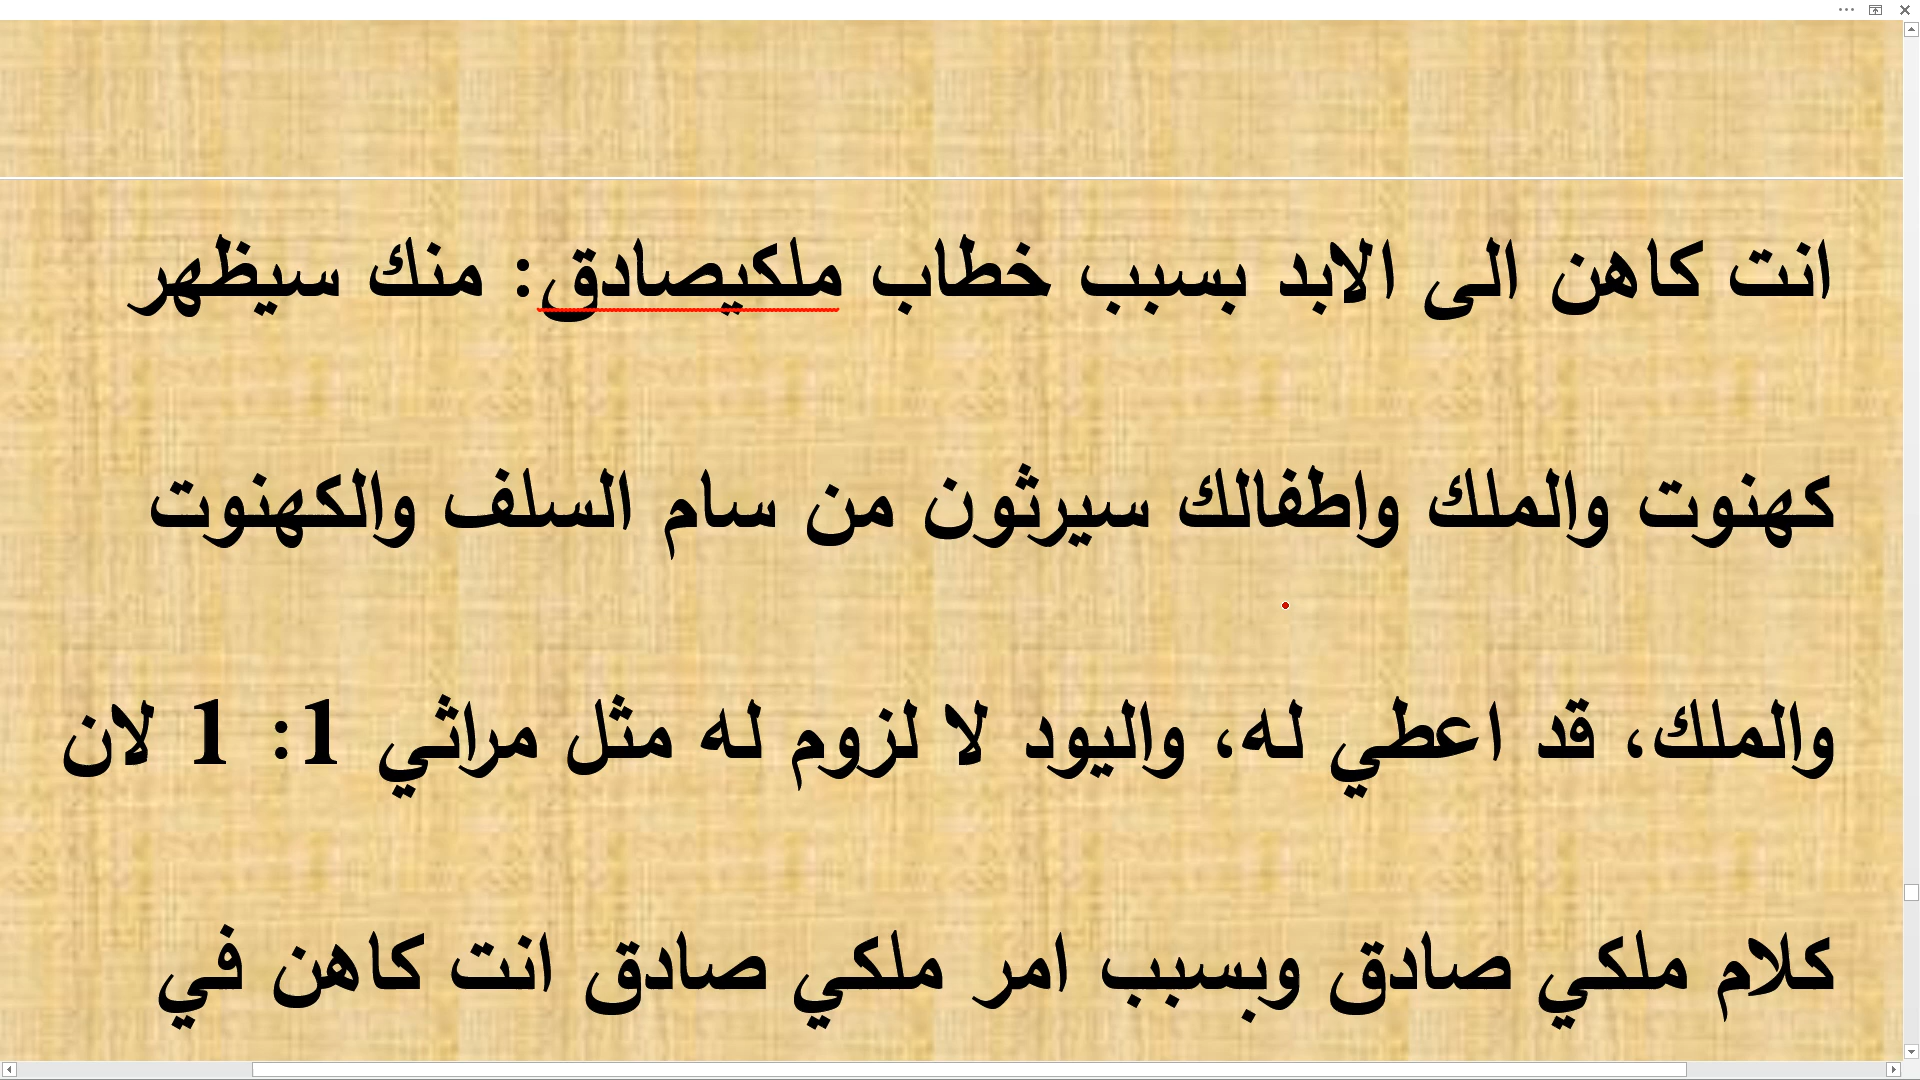 انت كاهن الى الابد بسبب خطاب ملكيصادق: منك سيظهر
كهنوت والملك واطفالك سيرثون من سام السلف والكهنوت
والملك، قد اعطي له، واليود لا لزوم له مثل مراثي 1: 1 لان
كلام ملكي صادق وبسبب امر ملكي صادق انت كاهن في